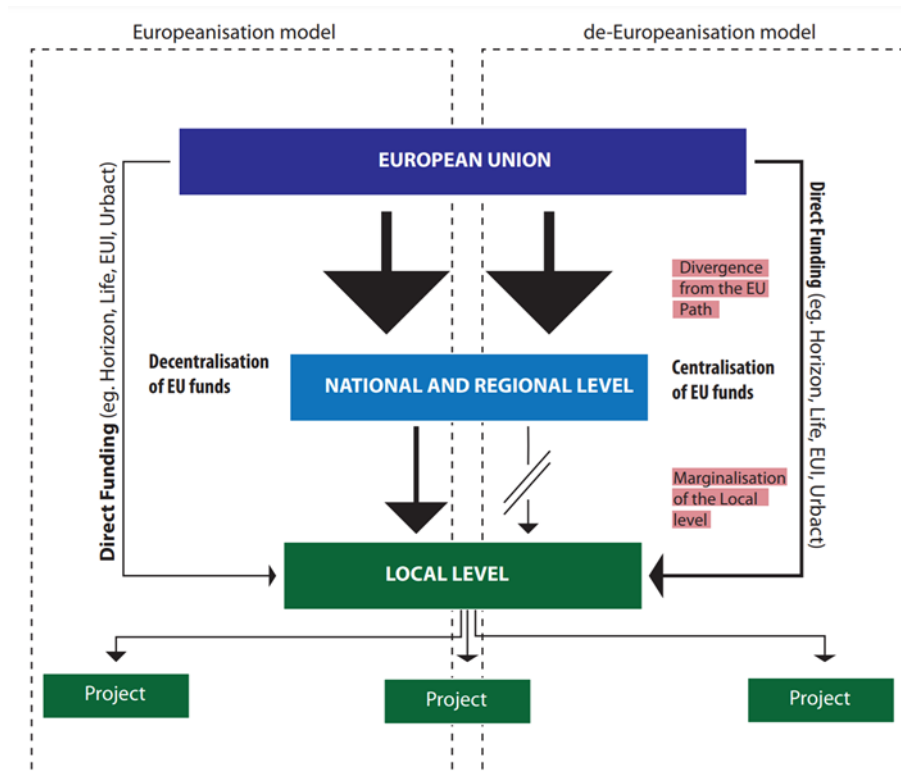 Europeanisation model
de-Europeanisation model
EUROPEAN UNION
Direct Funding (eg. Horizon, Life, EUI, Urbact)
Direct Funding (eg. Horizon, Life, EUI, Urbact)
Divergence
from the EU
Path
Decentralisation
of EU funds
NATIONAL AND REGIONAL LEVEL
Centralisation
of EU funds
Marginalisation
of the Local
level
LOCAL LEVEL
Project
Project
Project